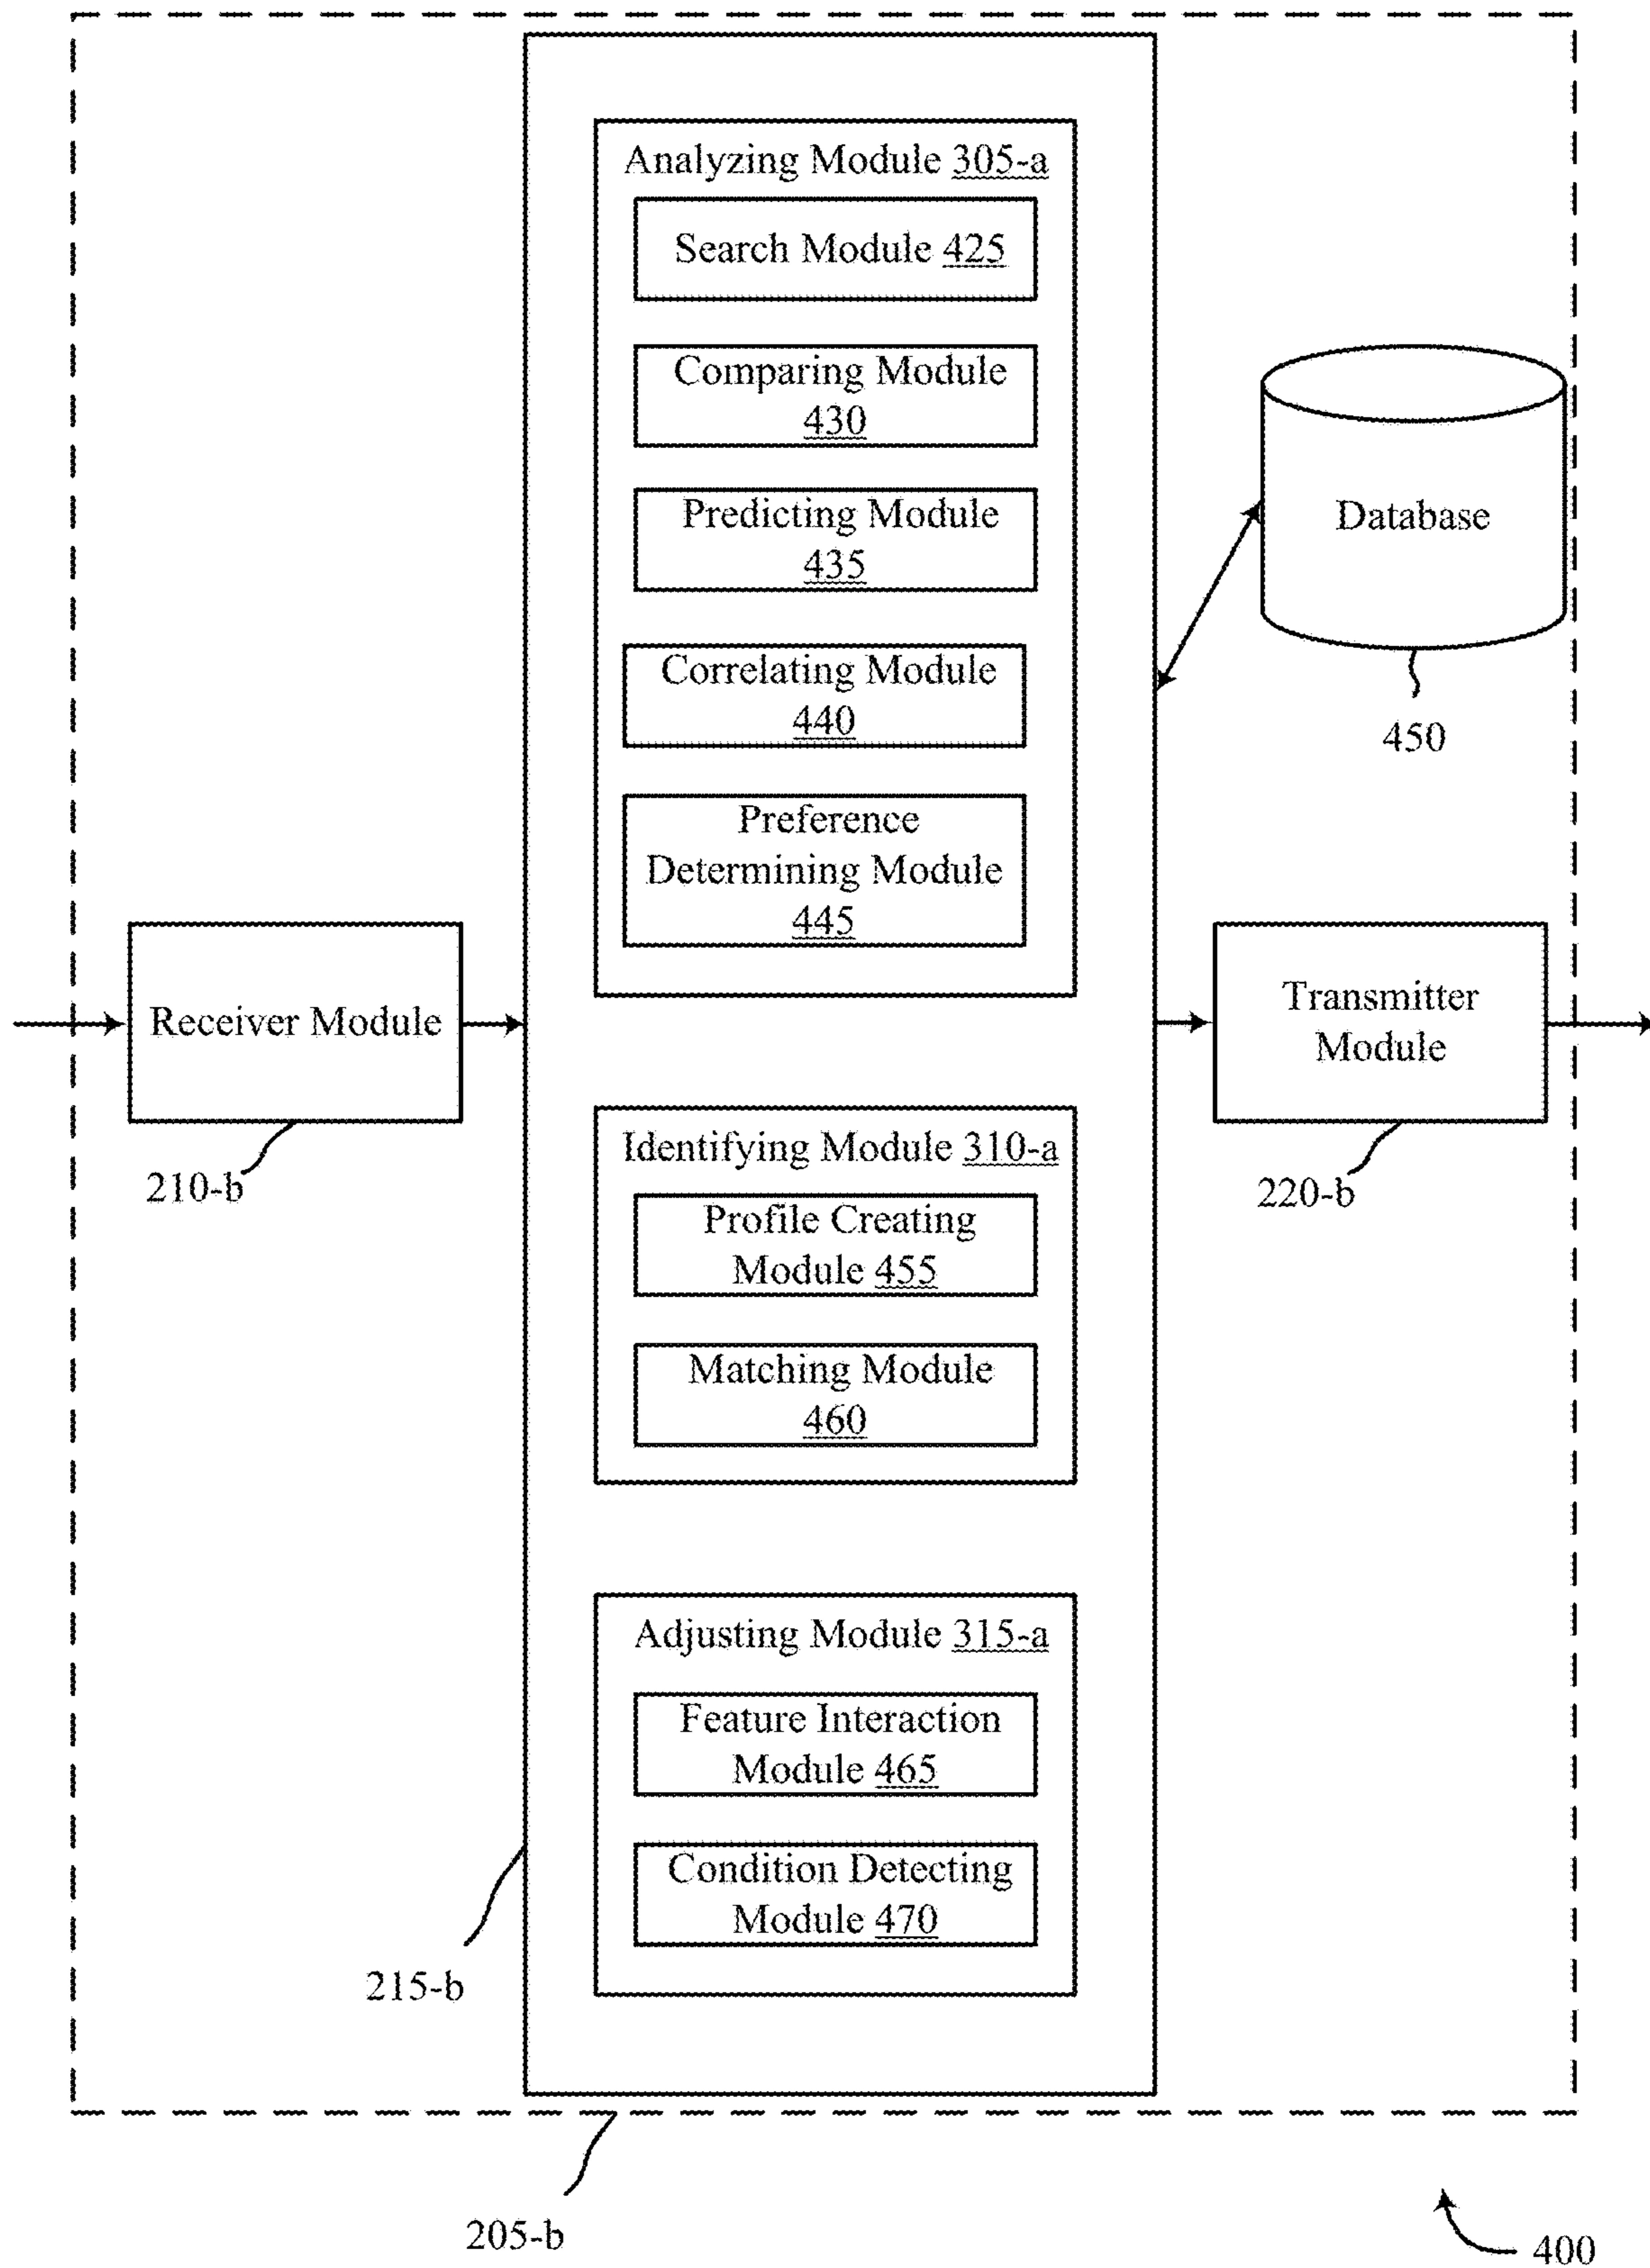 Analyzing Module 305-a
Search Module 425
Comparing Module
430
Predicting Module
435
Correlating Module
440
Preference
Determining Module
445
Database
450
Receiver Module
210-b
Transmitter
Module
220-b
Identifying Module 310-a
Profile Creating
Module 455
Matching Module
460
Adjusting Module 315-a
Feature Interaction
Module 465
Condition Detecting
Module 470
215-b
205-b
400